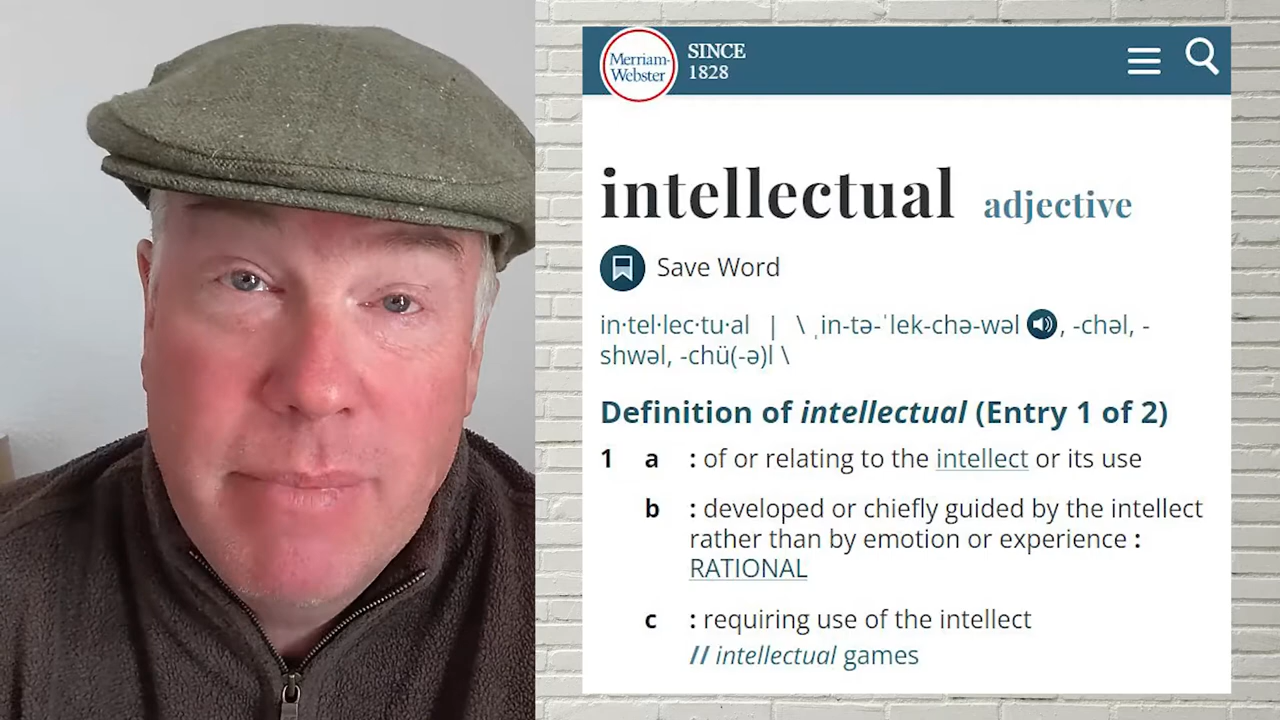 Merriam-
Webster
SINCE
1828
intellectual adjective
Save Word
in·tel·lec·tu·al | \ ˌin-tə-ˈlek-chə-wəl , -chəl, -
shwəl, -chü(-ə)l \
Definition of intellectual (Entry 1 of 2)
1 a : of or relating to the intellect or its use
b : developed or chiefly guided by the intellect
rather than by emotion or experience :
RATIONAL
c : requiring use of the intellect
// intellectual games